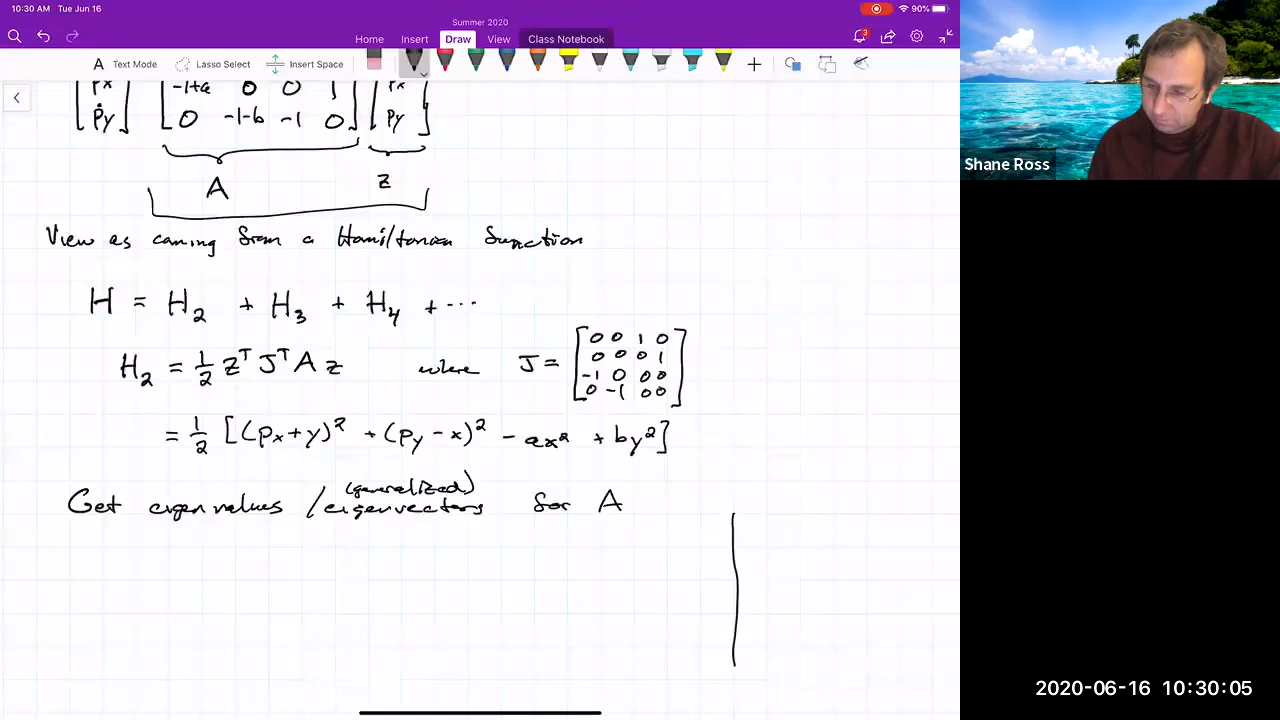 10:30 AM Tue Jun 16
90%
Summer 2020
Home Insert Draw View Class Notebook
3
A Text Mode Lasso Select Insert Space
[ṗx] [-1+a 0 0 1] [px]
[ṗy] [0 -1-b -1 0] [py]
A z
View as coming from a Hamiltonian function
H = H₂ + H₃ + H₄ + ⋯
H₂ = 1/2 zᵀ Jᵀ A z where J = [0 0 1 0; 0 0 0 1; -1 0 0 0; 0 -1 0 0]
= 1/2 [(px+y)² + (py-x)² - ax² + by²]
(generalized)
Get eigenvalues / eigenvectors for A
Shane Ross
2020-06-16 10:30:05